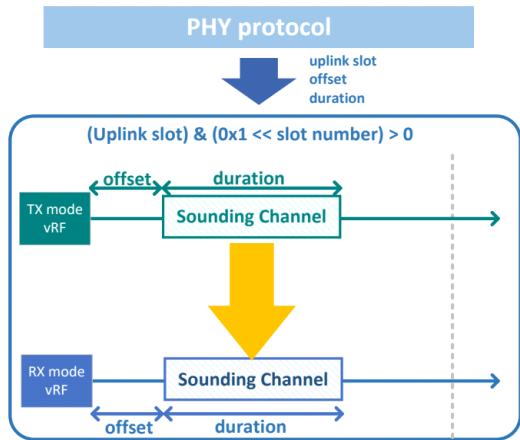 PHY protocol
uplink slot
offset
duration
(Uplink slot) & (0x1 << slot number) > 0
offset
duration
TX mode
vRF
Sounding Channel
RX mode
vRF
Sounding Channel
offset
duration